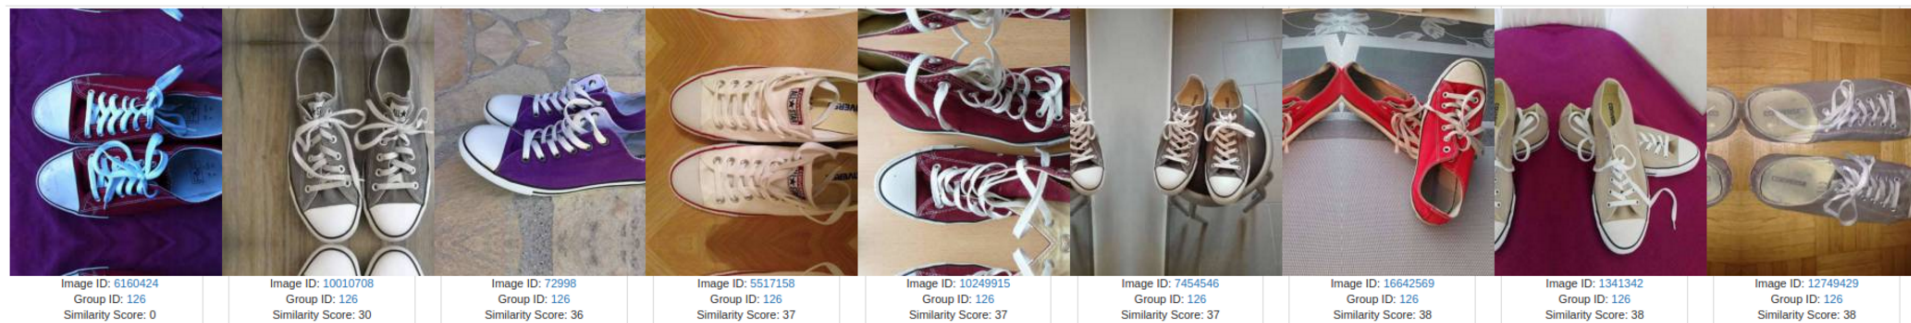 Image ID: 6160424
Group ID: 126
Similarity Score: 0
Image ID: 10010708
Group ID: 126
Similarity Score: 30
Image ID: 72998
Group ID: 126
Similarity Score: 36
Image ID: 5517158
Group ID: 126
Similarity Score: 37
Image ID: 10249915
Group ID: 126
Similarity Score: 37
Image ID: 7454546
Group ID: 126
Similarity Score: 37
Image ID: 16642569
Group ID: 126
Similarity Score: 38
Image ID: 1341342
Group ID: 126
Similarity Score: 38
Image ID: 12749429
Group ID: 126
Similarity Score: 38